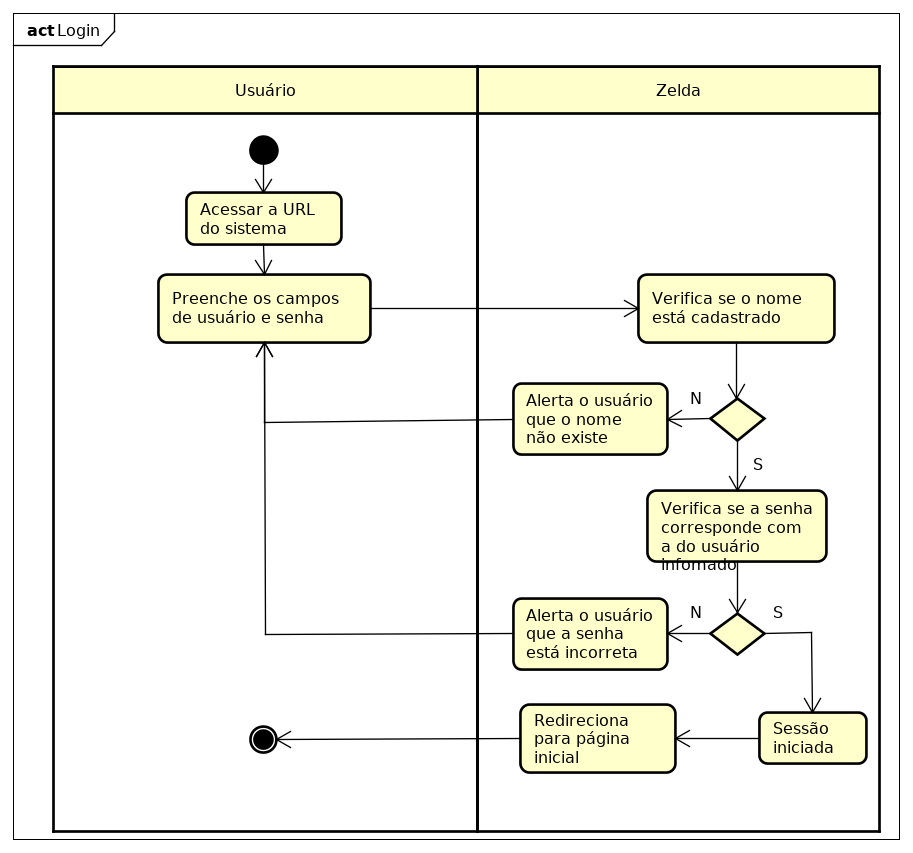 act Login
Usuário
Zelda
Acessar a URL
do sistema
Preenche os campos
de usuário e senha
Verifica se o nome
está cadastrado
Alerta o usuário
que o nome
não existe
N
S
Verifica se a senha
corresponde com
a do usuário
infomado
Alerta o usuário
que a senha
está incorreta
N
S
Redireciona
para página
inicial
Sessão
iniciada